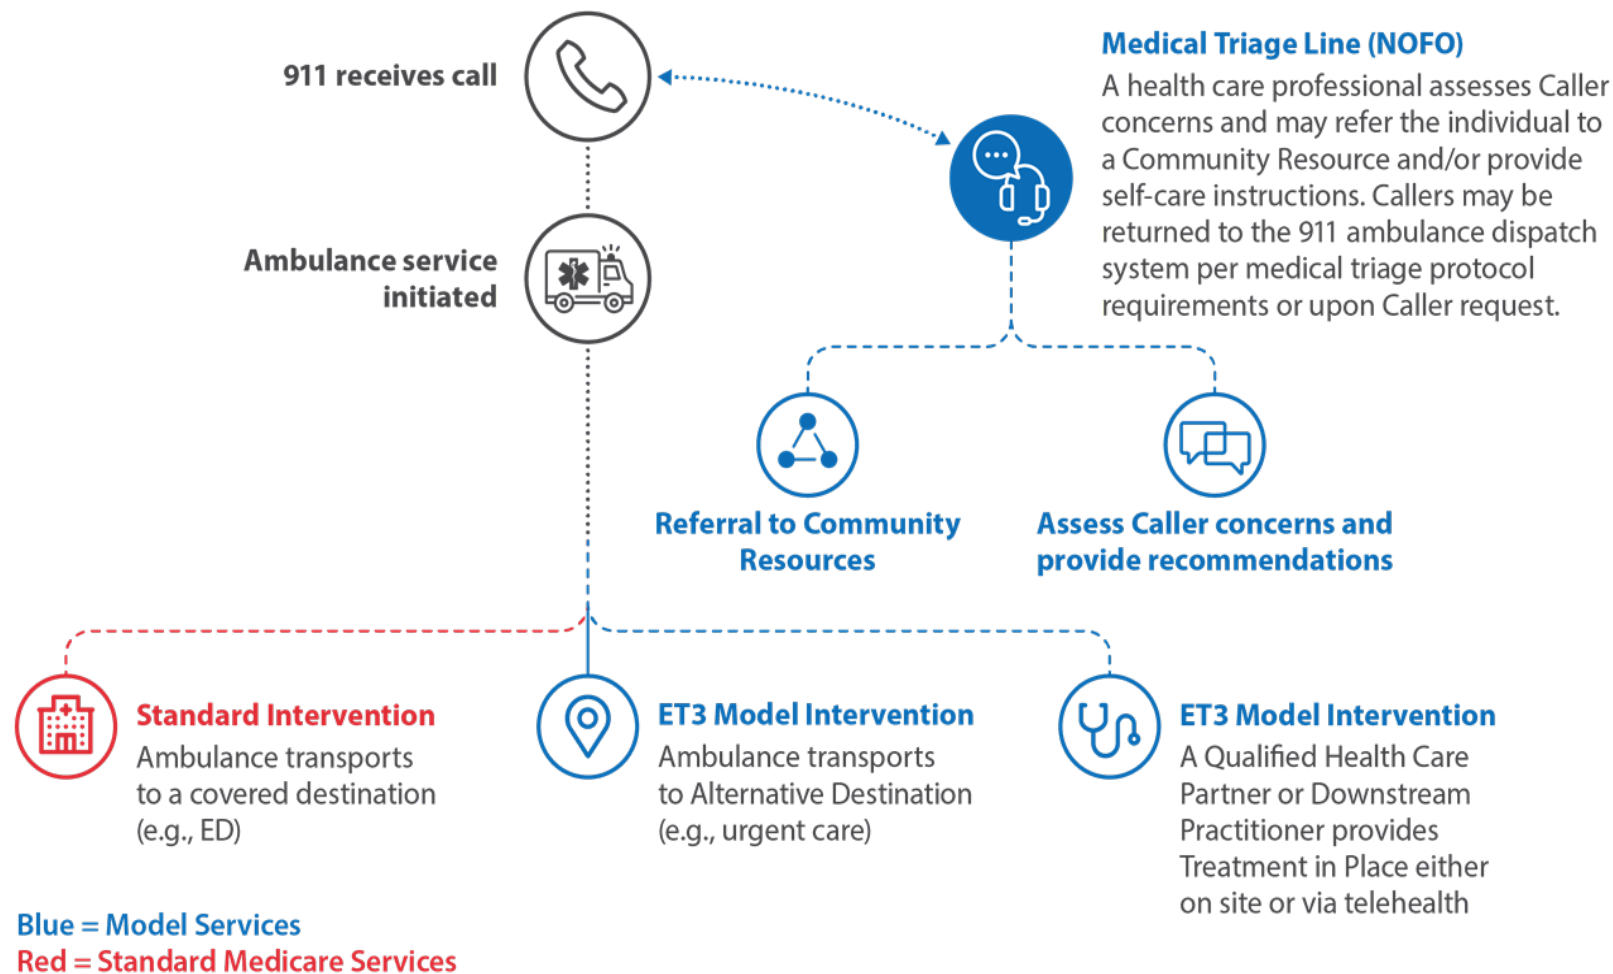 911 receives call
Medical Triage Line (NOFO)
A health care professional assesses Caller
concerns and may refer the individual to
a Community Resource and/or provide
self-care instructions. Callers may be
returned to the 911 ambulance dispatch
system per medical triage protocol
requirements or upon Caller request.
Ambulance service
initiated
Referral to Community
Resources
Assess Caller concerns and
provide recommendations
Standard Intervention
Ambulance transports
to a covered destination
(e.g., ED)
ET3 Model Intervention
Ambulance transports
to Alternative Destination
(e.g., urgent care)
ET3 Model Intervention
A Qualified Health Care
Partner or Downstream
Practitioner provides
Treatment in Place either
on site or via telehealth
Blue = Model Services
Red = Standard Medicare Services